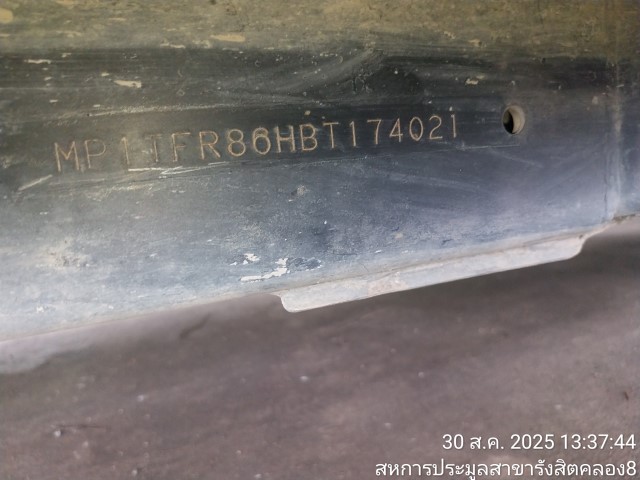 MP1TFR86HBT174021
30 ส.ค. 2025 13:37:44
สหการประมูลสาขารังสิตคลอง8